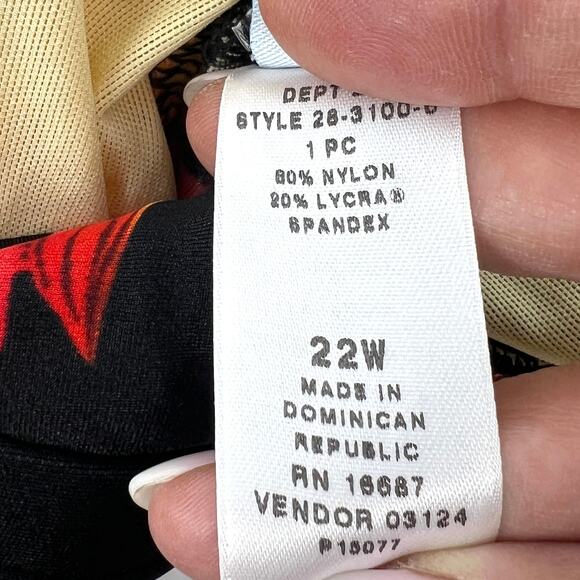 DEPT
STYLE 28-3100-
1 PC
80% NYLON
20% LYCRA®
SPANDEX
22W
MADE IN
DOMINICAN
REPUBLIC
RN 16687
VENDOR 03124
P15077